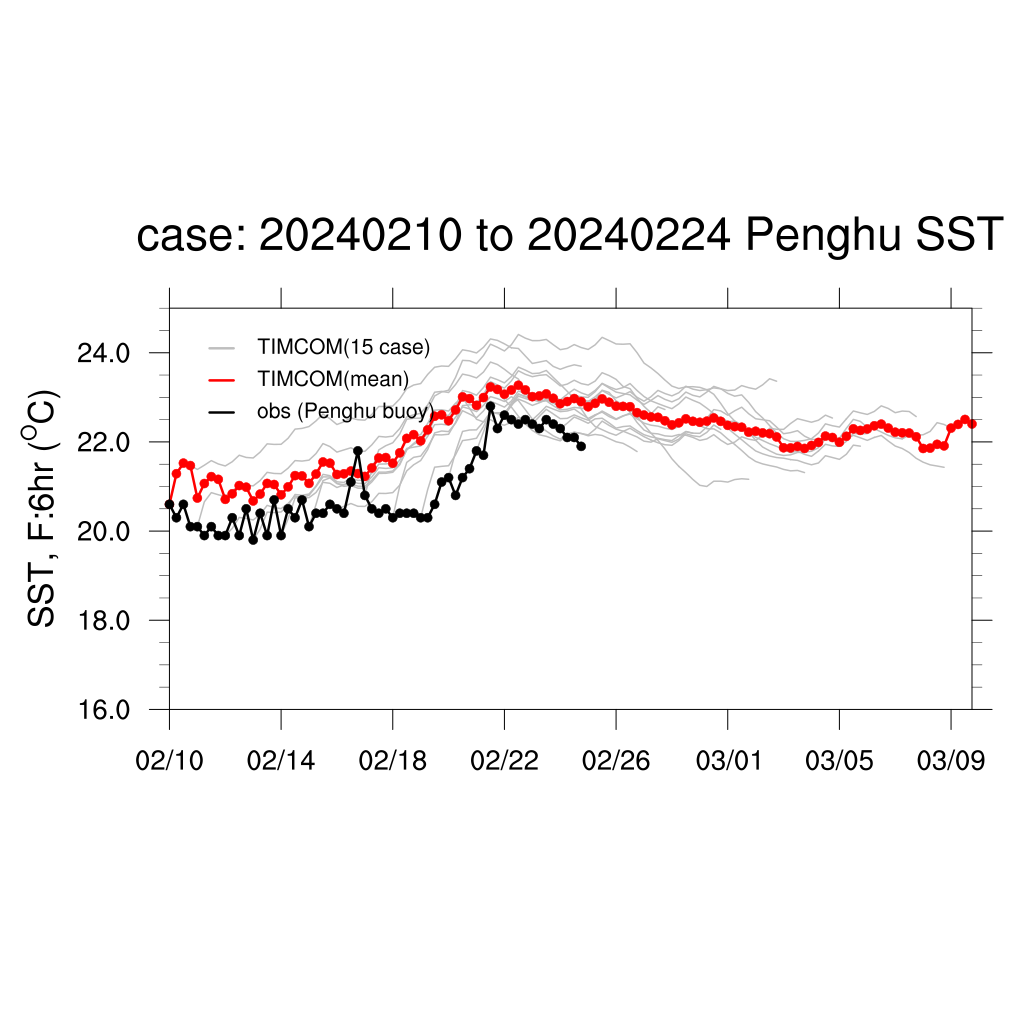 case: 20240210 to 20240224 Penghu SST
TIMCOM(15 case)
TIMCOM(mean)
obs (Penghu buoy)
SST, F:6hr (°C)
24.0
22.0
20.0
18.0
16.0
02/10 02/14 02/18 02/22 02/26 03/01 03/05 03/09